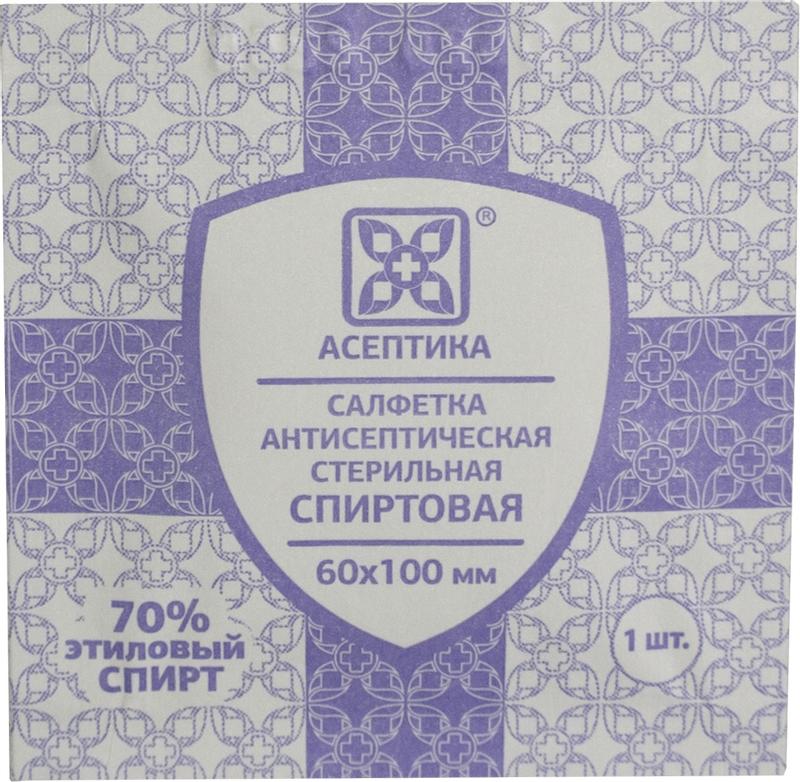 ®
АСЕПТИКА
САЛФЕТКА
АНТИСЕПТИЧЕСКАЯ
СТЕРИЛЬНАЯ
СПИРТОВАЯ
60х100 мм
70%
этиловый
СПИРТ
1 шт.